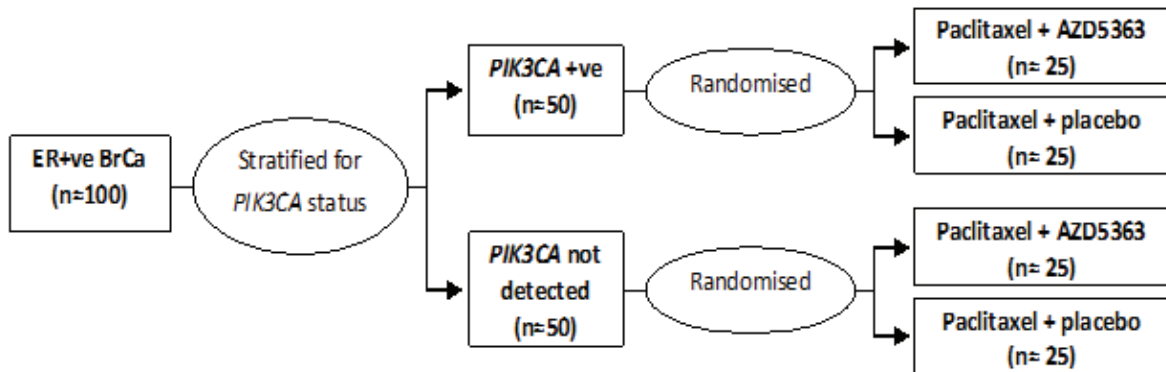 ER+ve BrCa
(n=100)
Stratified for
PIK3CA status
PIK3CA +ve
(n=50)
Randomised
Paclitaxel + AZD5363
(n= 25)
Paclitaxel + placebo
(n= 25)
PIK3CA not
detected
(n=50)
Randomised
Paclitaxel + AZD5363
(n= 25)
Paclitaxel + placebo
(n= 25)